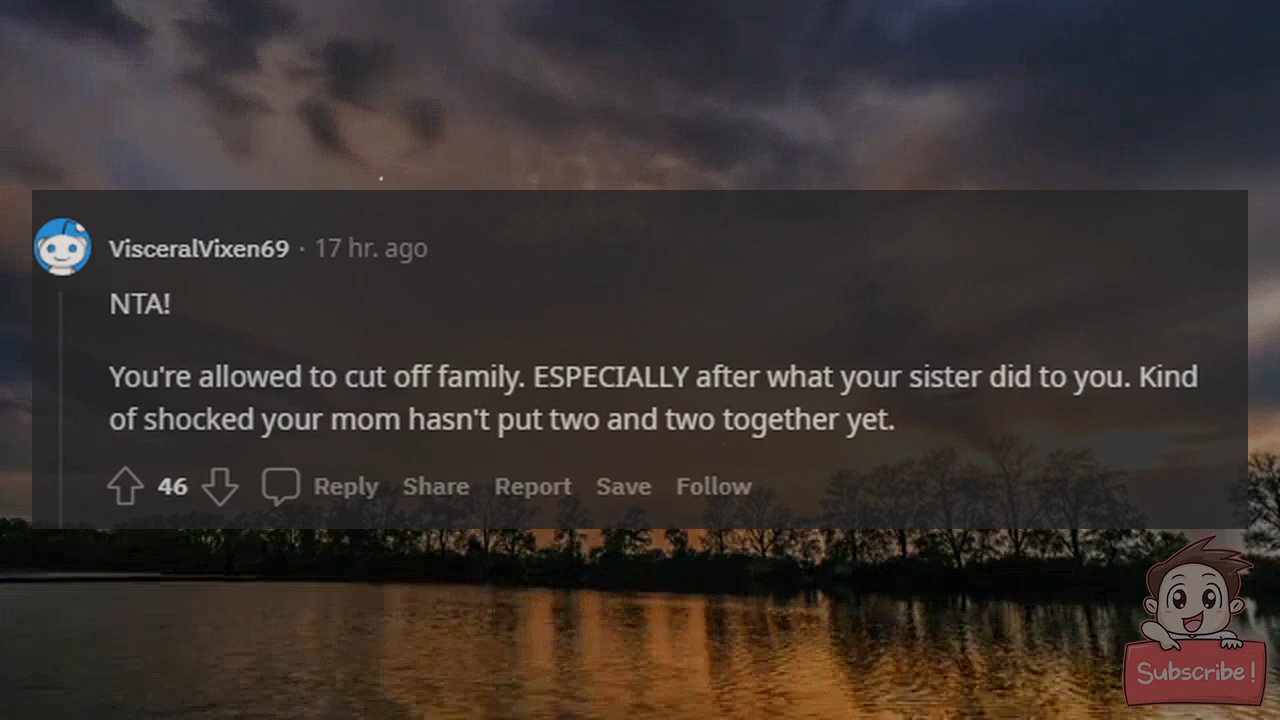 VisceralVixen69 · 17 hr. ago
NTA!
You're allowed to cut off family. ESPECIALLY after what your sister did to you. Kind
of shocked your mom hasn't put two and two together yet.
46 Reply Share Report Save Follow
Subscribe!